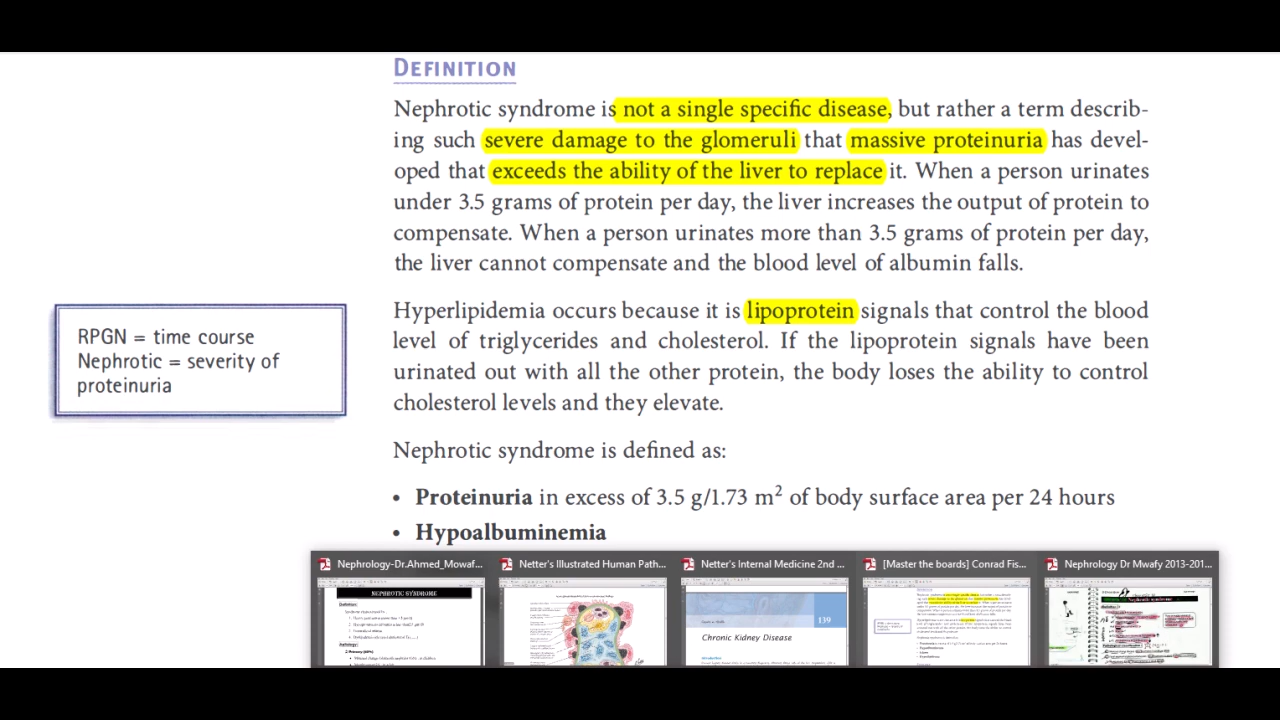 DEFINITION
Nephrotic syndrome is not a single specific disease, but rather a term describ-
ing such severe damage to the glomeruli that massive proteinuria has devel-
oped that exceeds the ability of the liver to replace it. When a person urinates
under 3.5 grams of protein per day, the liver increases the output of protein to
compensate. When a person urinates more than 3.5 grams of protein per day,
the liver cannot compensate and the blood level of albumin falls.
RPGN = time course
Nephrotic = severity of
proteinuria
Hyperlipidemia occurs because it is lipoprotein signals that control the blood
level of triglycerides and cholesterol. If the lipoprotein signals have been
urinated out with all the other protein, the body loses the ability to control
cholesterol levels and they elevate.
Nephrotic syndrome is defined as:
• Proteinuria in excess of 3.5 g/1.73 m² of body surface area per 24 hours
• Hypoalbuminemia
Nephrology-Dr.Ahmed_Mowaf...
Netter's Illustrated Human Path...
Netter's Internal Medicine 2nd ...
[Master the boards] Conrad Fis...
Nephrology Dr Mwafy 2013-201...
NEPHROTIC SYNDROME
139
Chronic Kidney Disease